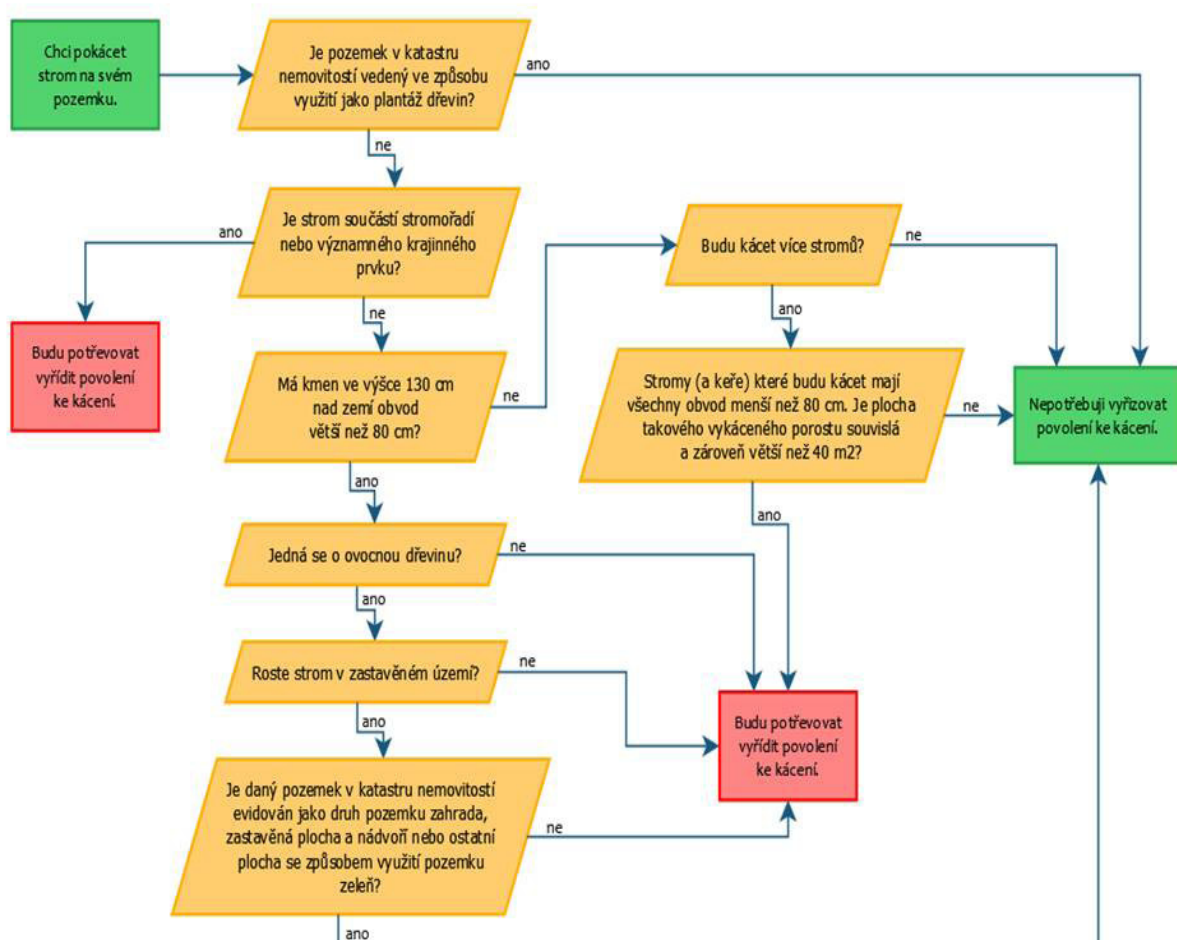 Chci pokácet
strom na svém
pozemku.
Je pozemek v katastru
nemovitostí vedený ve způsobu
využití jako plantáž dřevin?
ano
ne
Je strom součástí stromořadí
nebo významného krajinného
prvku?
ano
ne
Budu potřevovat
vyřídit povolení
ke kácení.
Má kmen ve výšce 130 cm
nad zemí obvod
větší než 80 cm?
ne
ano
Budu kácet více stromů?
ne
ano
Stromy (a keře) které budu kácet mají
všechny obvod menší než 80 cm. Je plocha
takového vykáceného porostu souvislá
a zároveň větší než 40 m2?
ne
ano
Nepotřebuji vyřizovat
povolení ke kácení.
Jedná se o ovocnou dřevinu?
ne
ano
Roste strom v zastavěném území?
ne
ano
Budu potřevovat
vyřídit povolení
ke kácení.
Je daný pozemek v katastru nemovitostí
evidován jako druh pozemku zahrada,
zastavěná plocha a nádvoří nebo ostatní
plocha se způsobem využití pozemku
zeleň?
ne
ano